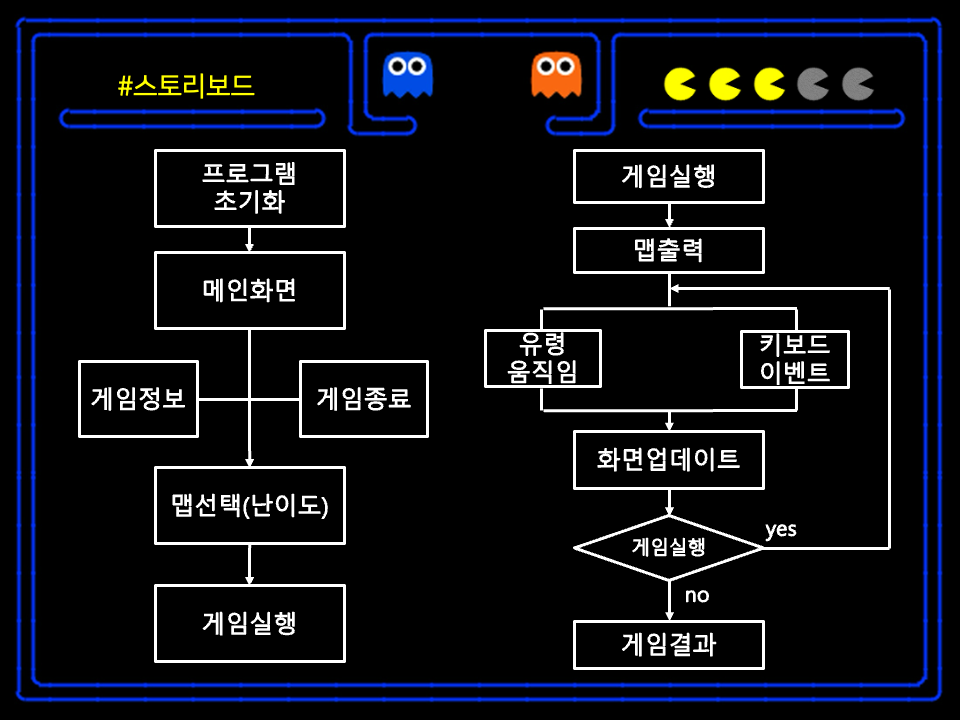 #스토리보드
프로그램
초기화
메인화면
게임정보
게임종료
맵선택(난이도)
게임실행
게임실행
맵출력
유령
움직임
키보드
이벤트
화면업데이트
게임실행
yes
no
게임결과